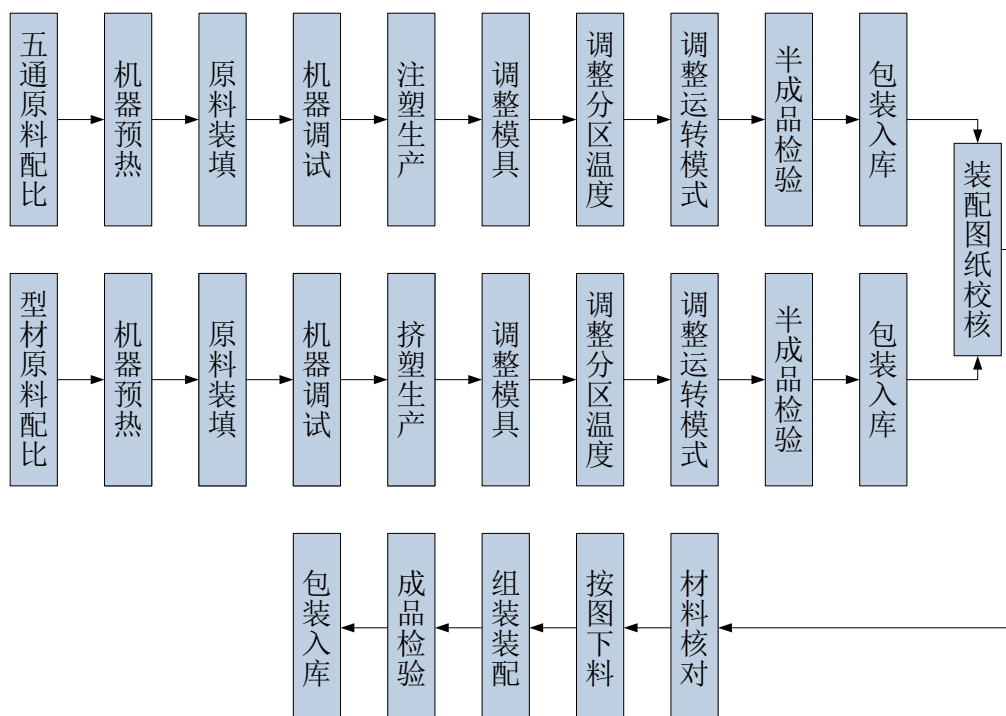 五通原料配比
机器预热
原料装填
机器调试
注塑生产
调整模具
调整分区温度
调整运转模式
半成品检验
包装入库
装配图纸校核
型材原料配比
机器预热
原料装填
机器调试
挤塑生产
调整模具
调整分区温度
调整运转模式
半成品检验
包装入库
材料核对
按图下料
组装装配
成品检验
包装入库